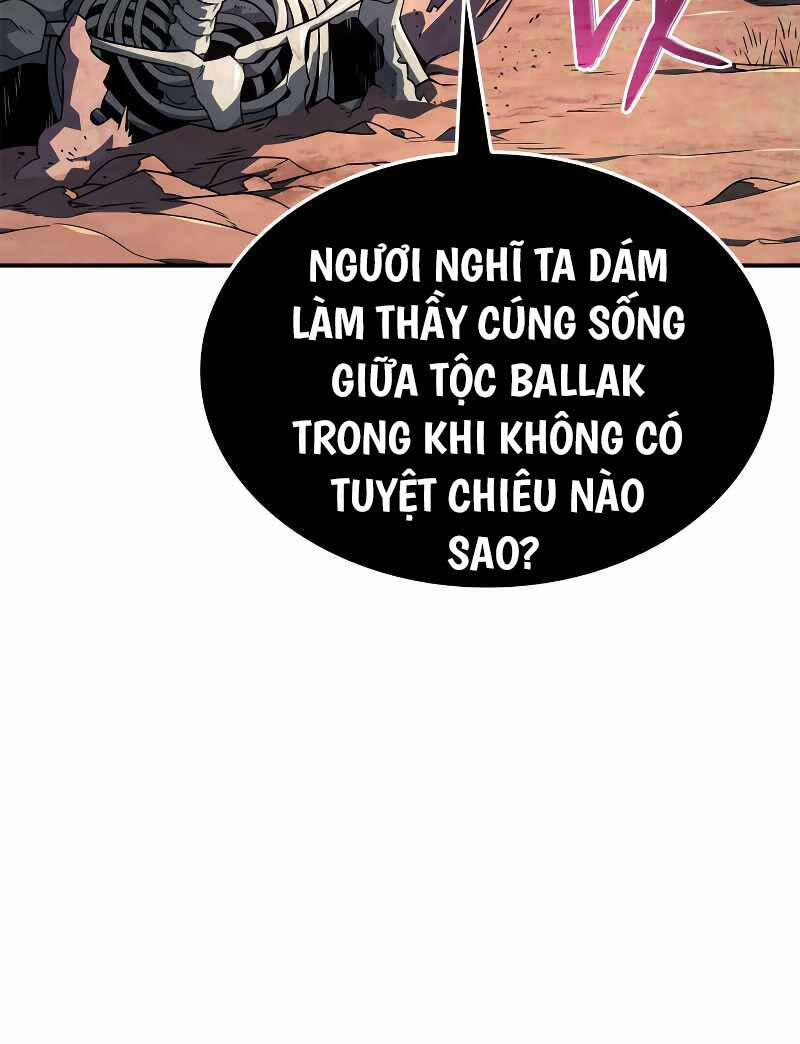 NGƯƠI NGHĨ TA DÁM
LÀM THẦY CÚNG SỐNG
GIỮA TỘC BALLAK
TRONG KHI KHÔNG CÓ
TUYỆT CHIÊU NÀO
SAO?